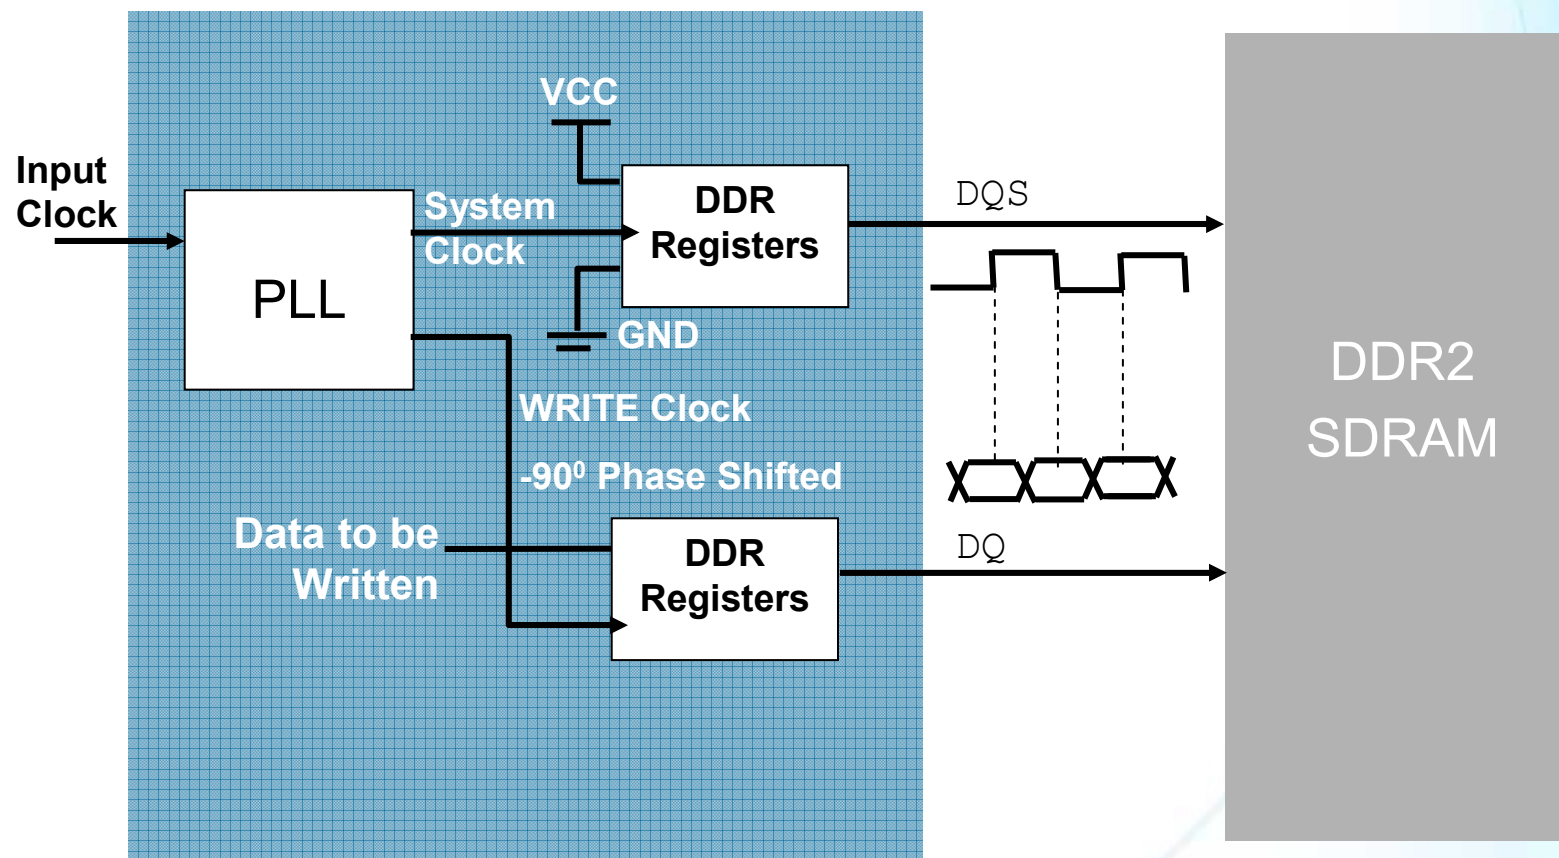 VCC
Input
Clock
System
Clock
PLL
DDR
Registers
GND
DQS
WRITE Clock
-90⁰ Phase Shifted
Data to be
Written
DDR
Registers
DQ
DDR2
SDRAM